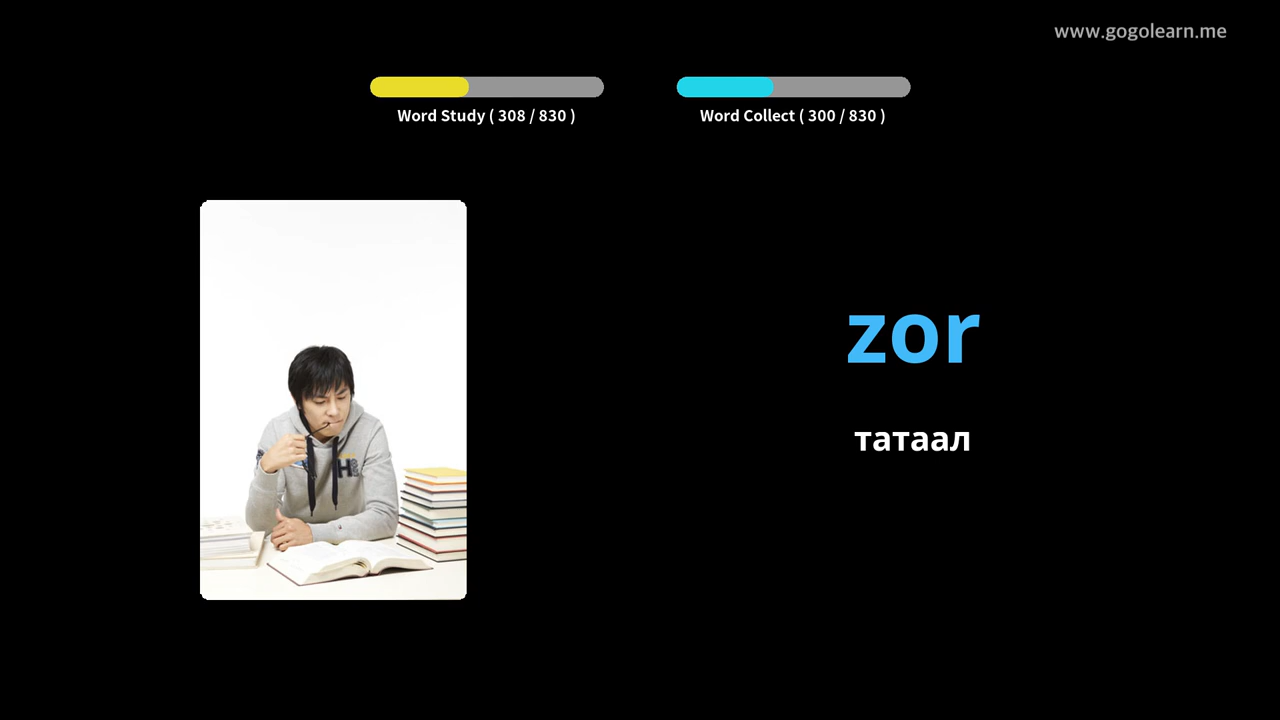 www.gogolearn.me
Word Study ( 308 / 830 )
Word Collect ( 300 / 830 )
zor
татаал
H